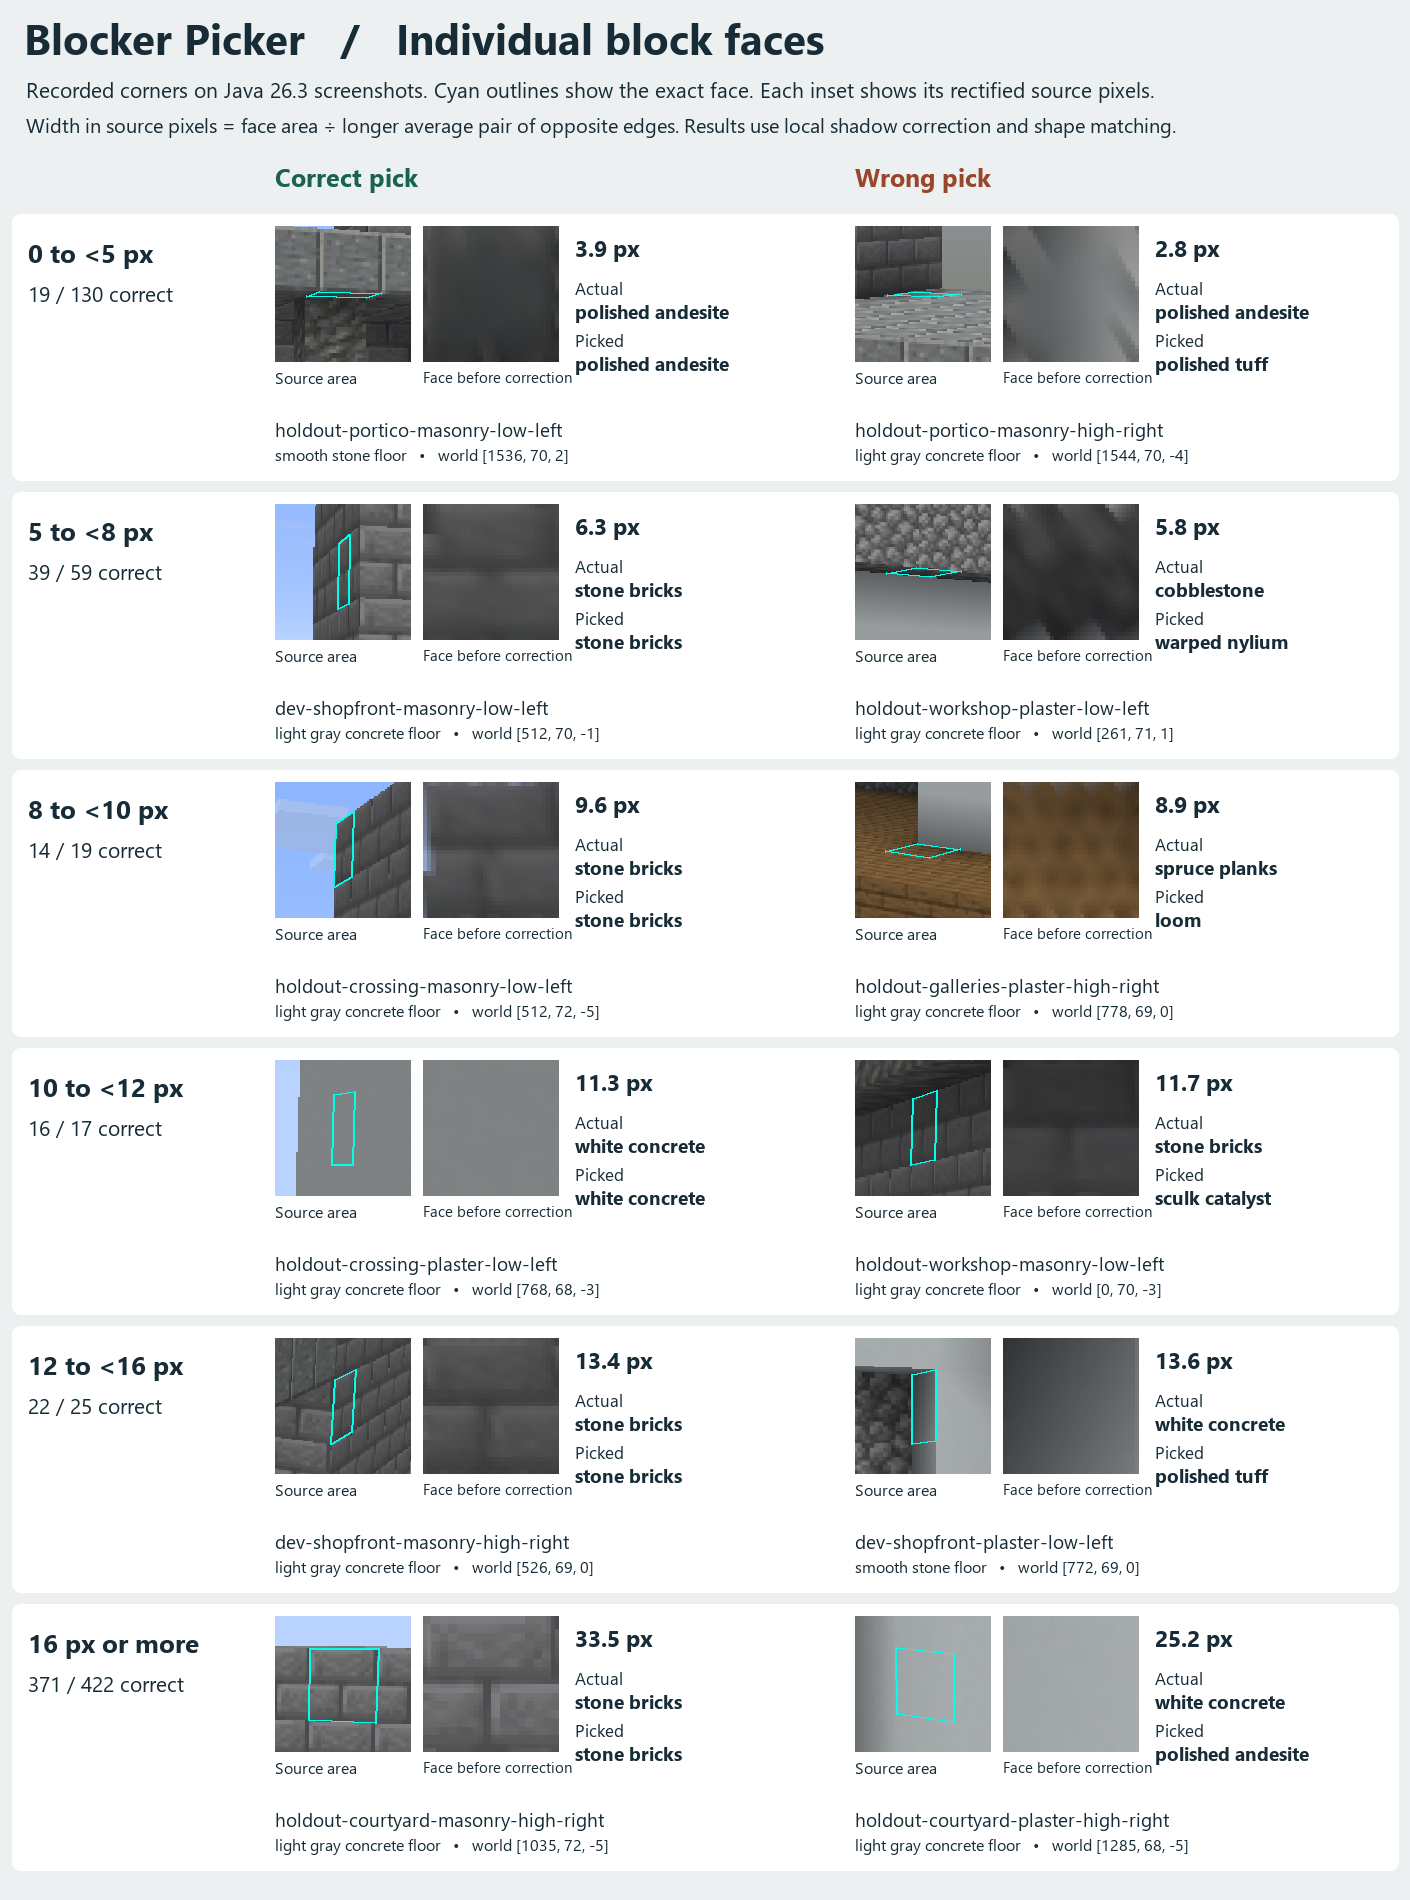 Blocker Picker / Individual block faces
Recorded corners on Java 26.3 screenshots. Cyan outlines show the exact face. Each inset shows its rectified source pixels.
Width in source pixels = face area ÷ longer average pair of opposite edges. Results use local shadow correction and shape matching.
Correct pick
Wrong pick
0 to <5 px
19 / 130 correct
3.9 px
Actual
polished andesite
Picked
polished andesite
Source area
Face before correction
holdout-portico-masonry-low-left
smooth stone floor • world [1536, 70, 2]
2.8 px
Actual
polished andesite
Picked
polished tuff
Source area
Face before correction
holdout-portico-masonry-high-right
light gray concrete floor • world [1544, 70, -4]
5 to <8 px
39 / 59 correct
6.3 px
Actual
stone bricks
Picked
stone bricks
Source area
Face before correction
dev-shopfront-masonry-low-left
light gray concrete floor • world [512, 70, -1]
5.8 px
Actual
cobblestone
Picked
warped nylium
Source area
Face before correction
holdout-workshop-plaster-low-left
light gray concrete floor • world [261, 71, 1]
8 to <10 px
14 / 19 correct
9.6 px
Actual
stone bricks
Picked
stone bricks
Source area
Face before correction
holdout-crossing-masonry-low-left
light gray concrete floor • world [512, 72, -5]
8.9 px
Actual
spruce planks
Picked
loom
Source area
Face before correction
holdout-galleries-plaster-high-right
light gray concrete floor • world [778, 69, 0]
10 to <12 px
16 / 17 correct
11.3 px
Actual
white concrete
Picked
white concrete
Source area
Face before correction
holdout-crossing-plaster-low-left
light gray concrete floor • world [768, 68, -3]
11.7 px
Actual
stone bricks
Picked
sculk catalyst
Source area
Face before correction
holdout-workshop-masonry-low-left
light gray concrete floor • world [0, 70, -3]
12 to <16 px
22 / 25 correct
13.4 px
Actual
stone bricks
Picked
stone bricks
Source area
Face before correction
dev-shopfront-masonry-high-right
light gray concrete floor • world [526, 69, 0]
13.6 px
Actual
white concrete
Picked
polished tuff
Source area
Face before correction
dev-shopfront-plaster-low-left
smooth stone floor • world [772, 69, 0]
16 px or more
371 / 422 correct
33.5 px
Actual
stone bricks
Picked
stone bricks
Source area
Face before correction
holdout-courtyard-masonry-high-right
light gray concrete floor • world [1035, 72, -5]
25.2 px
Actual
white concrete
Picked
polished andesite
Source area
Face before correction
holdout-courtyard-plaster-high-right
light gray concrete floor • world [1285, 68, -5]